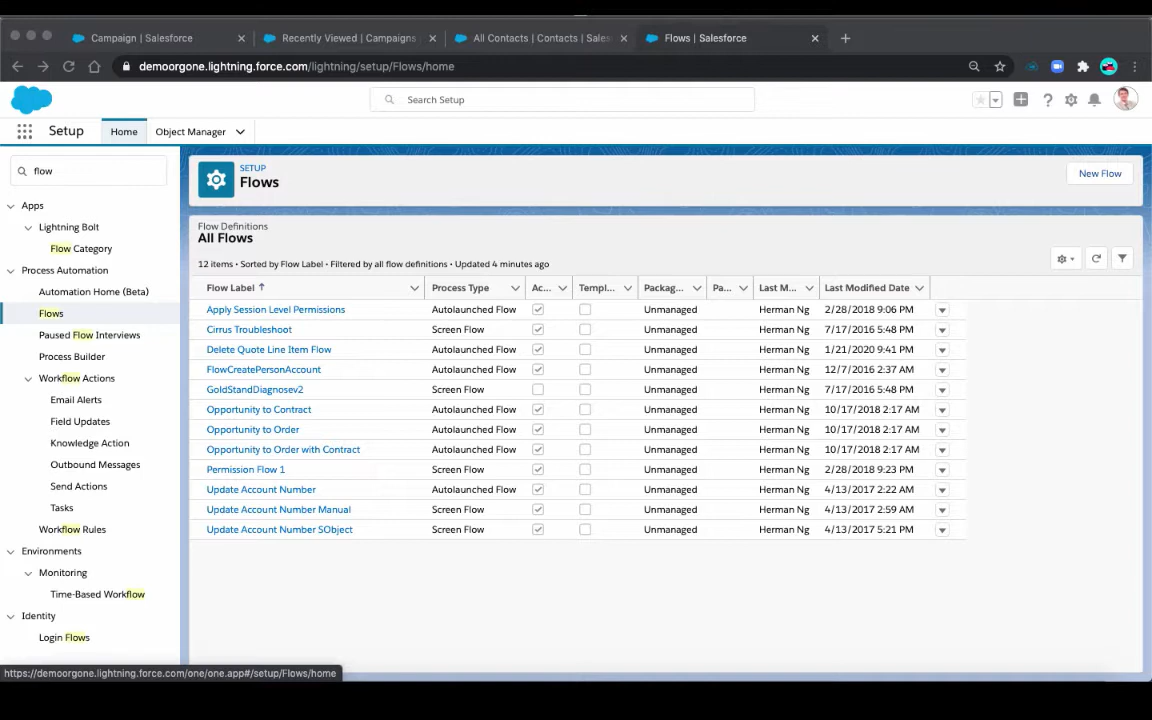 Campaign | Salesforce
Recently Viewed | Campaigns
All Contacts | Contacts | Sales
Flows | Salesforce
demoorgone.lightning.force.com/lightning/setup/Flows/home
Search Setup
Setup
Home
Object Manager
flow
Apps
Lightning Bolt
Flow Category
Process Automation
Automation Home (Beta)
Flows
Paused Flow Interviews
Process Builder
Workflow Actions
Email Alerts
Field Updates
Knowledge Action
Outbound Messages
Send Actions
Tasks
Workflow Rules
Environments
Monitoring
Time-Based Workflow
Identity
Login Flows
SETUP
Flows
New Flow
Flow Definitions
All Flows
12 items • Sorted by Flow Label • Filtered by all flow definitions • Updated 4 minutes ago
Flow Label ↑ Process Type Ac... Templ... Packag... Pa... Last M... Last Modified Date
Apply Session Level Permissions Autolaunched Flow Unmanaged Herman Ng 2/28/2018 9:06 PM
Cirrus Troubleshoot Screen Flow Unmanaged Herman Ng 7/17/2016 5:48 PM
Delete Quote Line Item Flow Autolaunched Flow Unmanaged Herman Ng 1/21/2020 9:41 PM
FlowCreatePersonAccount Autolaunched Flow Unmanaged Herman Ng 12/7/2016 2:37 AM
GoldStandDiagnosev2 Screen Flow Unmanaged Herman Ng 7/17/2016 5:48 PM
Opportunity to Contract Autolaunched Flow Unmanaged Herman Ng 10/17/2018 2:17 AM
Opportunity to Order Autolaunched Flow Unmanaged Herman Ng 10/17/2018 2:17 AM
Opportunity to Order with Contract Autolaunched Flow Unmanaged Herman Ng 10/17/2018 2:17 AM
Permission Flow 1 Screen Flow Unmanaged Herman Ng 2/28/2018 9:23 PM
Update Account Number Autolaunched Flow Unmanaged Herman Ng 4/13/2017 2:22 AM
Update Account Number Manual Screen Flow Unmanaged Herman Ng 4/13/2017 2:59 AM
Update Account Number SObject Screen Flow Unmanaged Herman Ng 4/13/2017 5:21 PM
https://demoorgone.lightning.force.com/one/one.app#/setup/Flows/home